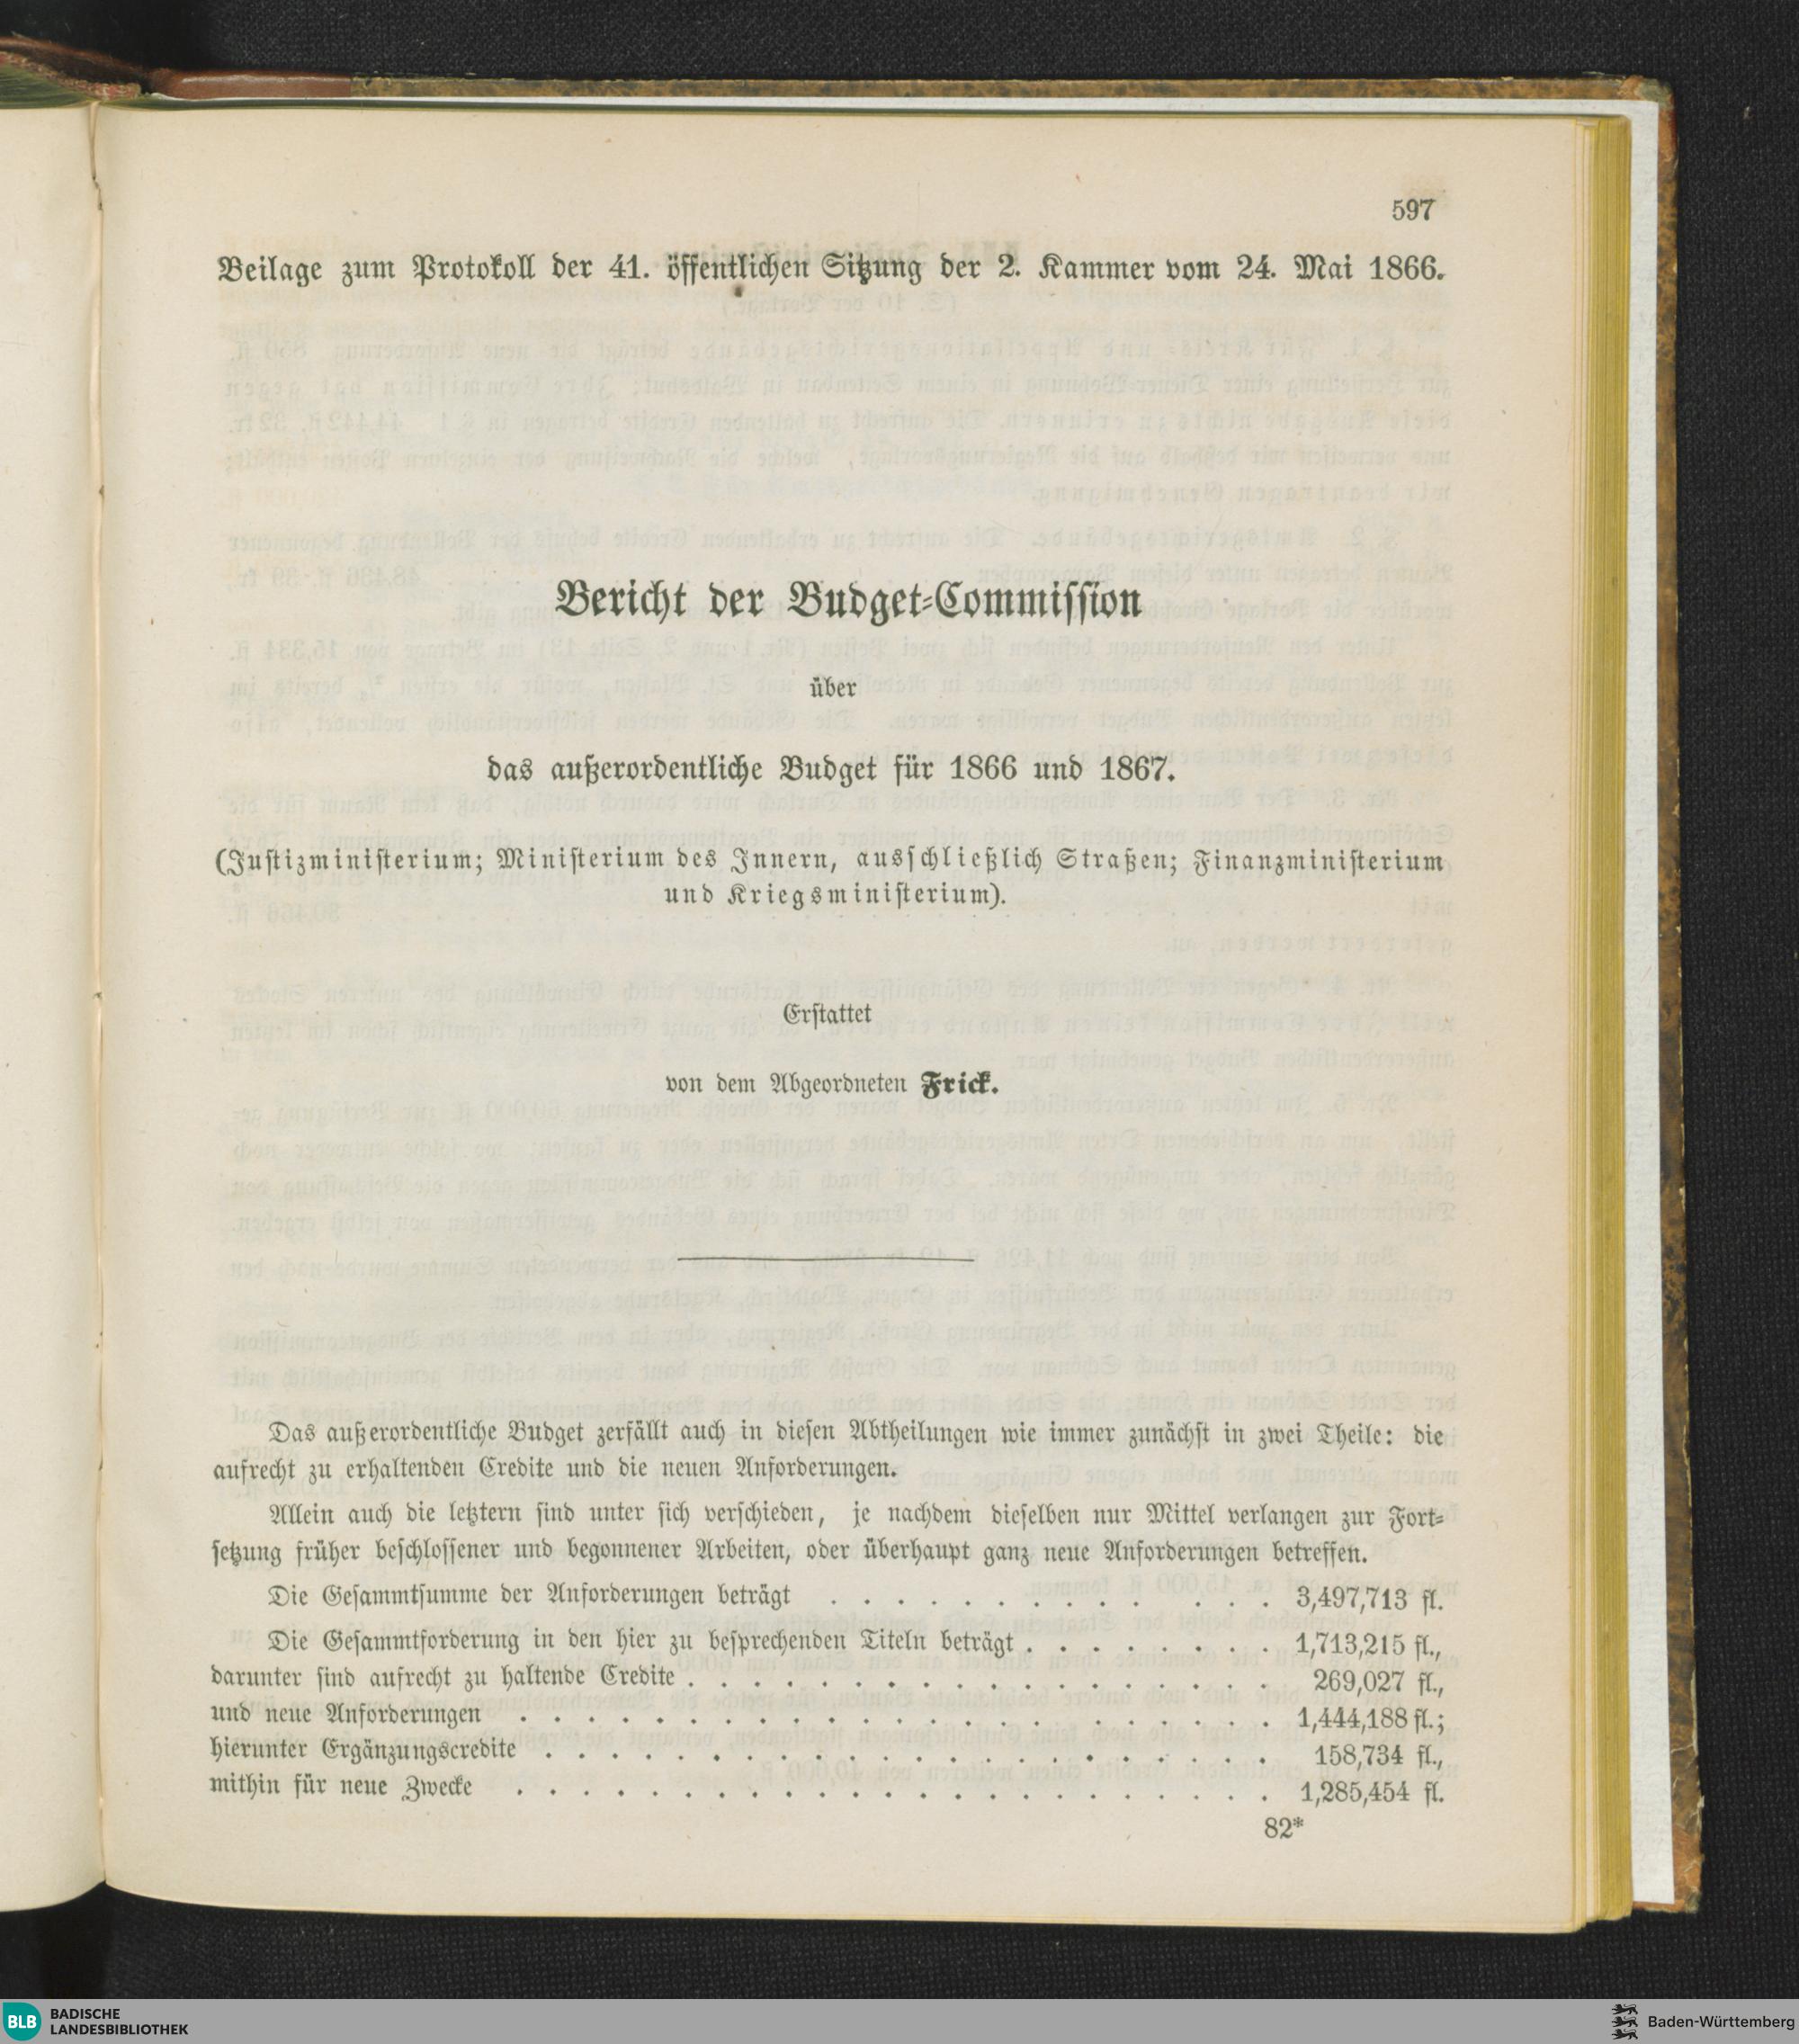 597
Beilage zum Protokoll der 41. öffentlichen Sitzung der 2. Kammer vom 24. Mai 1866.
Bericht der Budget-Commission
über
das außerordentliche Budget für 1866 und 1867.
(Justizministerium; Ministerium des Innern, ausschließlich Straßen; Finanzministerium
und Kriegsministerium).
Erstattet
von dem Abgeordneten Frick.
Das außerordentliche Budget zerfällt auch in diesen Abtheilungen wie immer zunächst in zwei Theile: die
aufrecht zu erhaltenden Credite und die neuen Anforderungen.
Allein auch die letztern sind unter sich verschieden, je nachdem dieselben nur Mittel verlangen zur Fort-
setzung früher beschlossener und begonnener Arbeiten, oder überhaupt ganz neue Anforderungen betreffen.
Die Gesammtsumme der Anforderungen beträgt . . . . . . . . . . . . . . 3,497,713 fl.
Die Gesammtforderung in den hier zu besprechenden Titeln beträgt . . . . . . . . 1,713,215 fl.,
darunter sind aufrecht zu haltende Credite . . . . . . . . . . . . . . . . . . 269,027 fl.,
und neue Anforderungen . . . . . . . . . . . . . . . . . . . . . . . 1,444,188 fl.;
hierunter Ergänzungscredite . . . . . . . . . . . . . . . . . . . . . . 158,734 fl.,
mithin für neue Zwecke . . . . . . . . . . . . . . . . . . . . . . . 1,285,454 fl.
82*
BLB BADISCHE
LANDESBIBLIOTHEK
Baden-Württemberg